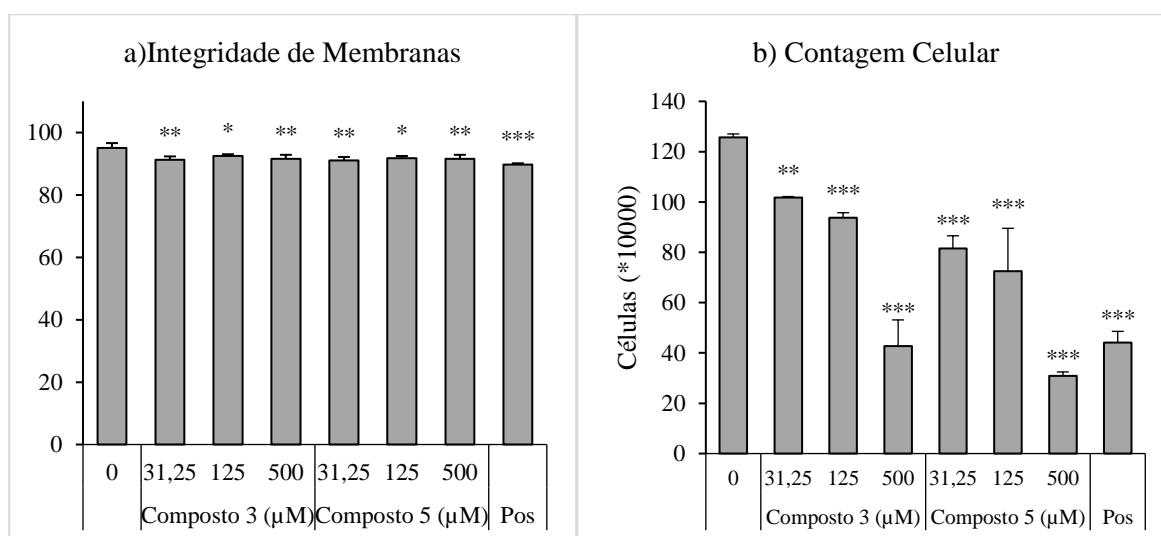 a)Integridade de Membranas
100
80
60
40
20
0
** * ** ** * ** ***
0 31,25 125 500 31,25 125 500
Composto 3 (µM) Composto 5 (µM) Pos
b) Contagem Celular
Células (*10000)
140
120
100
80
60
40
20
0
** *** *** *** *** *** ***
0 31,25 125 500 31,25 125 500
Composto 3 (µM) Composto 5 (µM) Pos